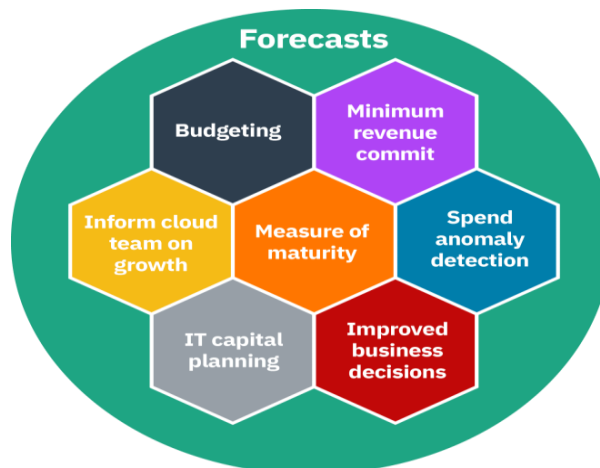 Forecasts
Budgeting
Minimum
revenue
commit
Inform cloud
team on
growth
Measure of
maturity
Spend
anomaly
detection
IT capital
planning
Improved
business
decisions